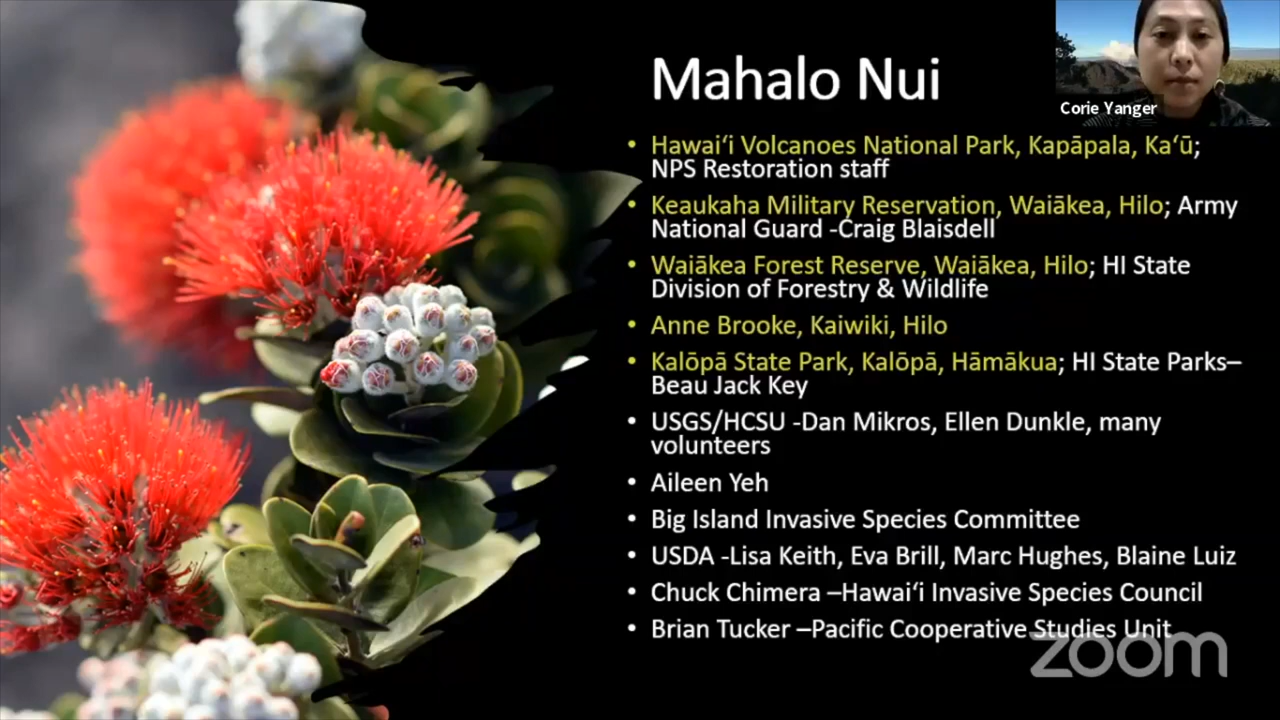 Mahalo Nui
Corie Yanger
• Hawaiʻi Volcanoes National Park, Kapāpala, Kaʻū;
NPS Restoration staff
• Keaukaha Military Reservation, Waiākea, Hilo; Army
National Guard -Craig Blaisdell
• Waiākea Forest Reserve, Waiākea, Hilo; HI State
Division of Forestry & Wildlife
• Anne Brooke, Kaiwiki, Hilo
• Kalōpā State Park, Kalōpā, Hāmākua; HI State Parks–
Beau Jack Key
• USGS/HCSU -Dan Mikros, Ellen Dunkle, many
volunteers
• Aileen Yeh
• Big Island Invasive Species Committee
• USDA -Lisa Keith, Eva Brill, Marc Hughes, Blaine Luiz
• Chuck Chimera –Hawaiʻi Invasive Species Council
• Brian Tucker –Pacific Cooperative Studies Unit
zoom